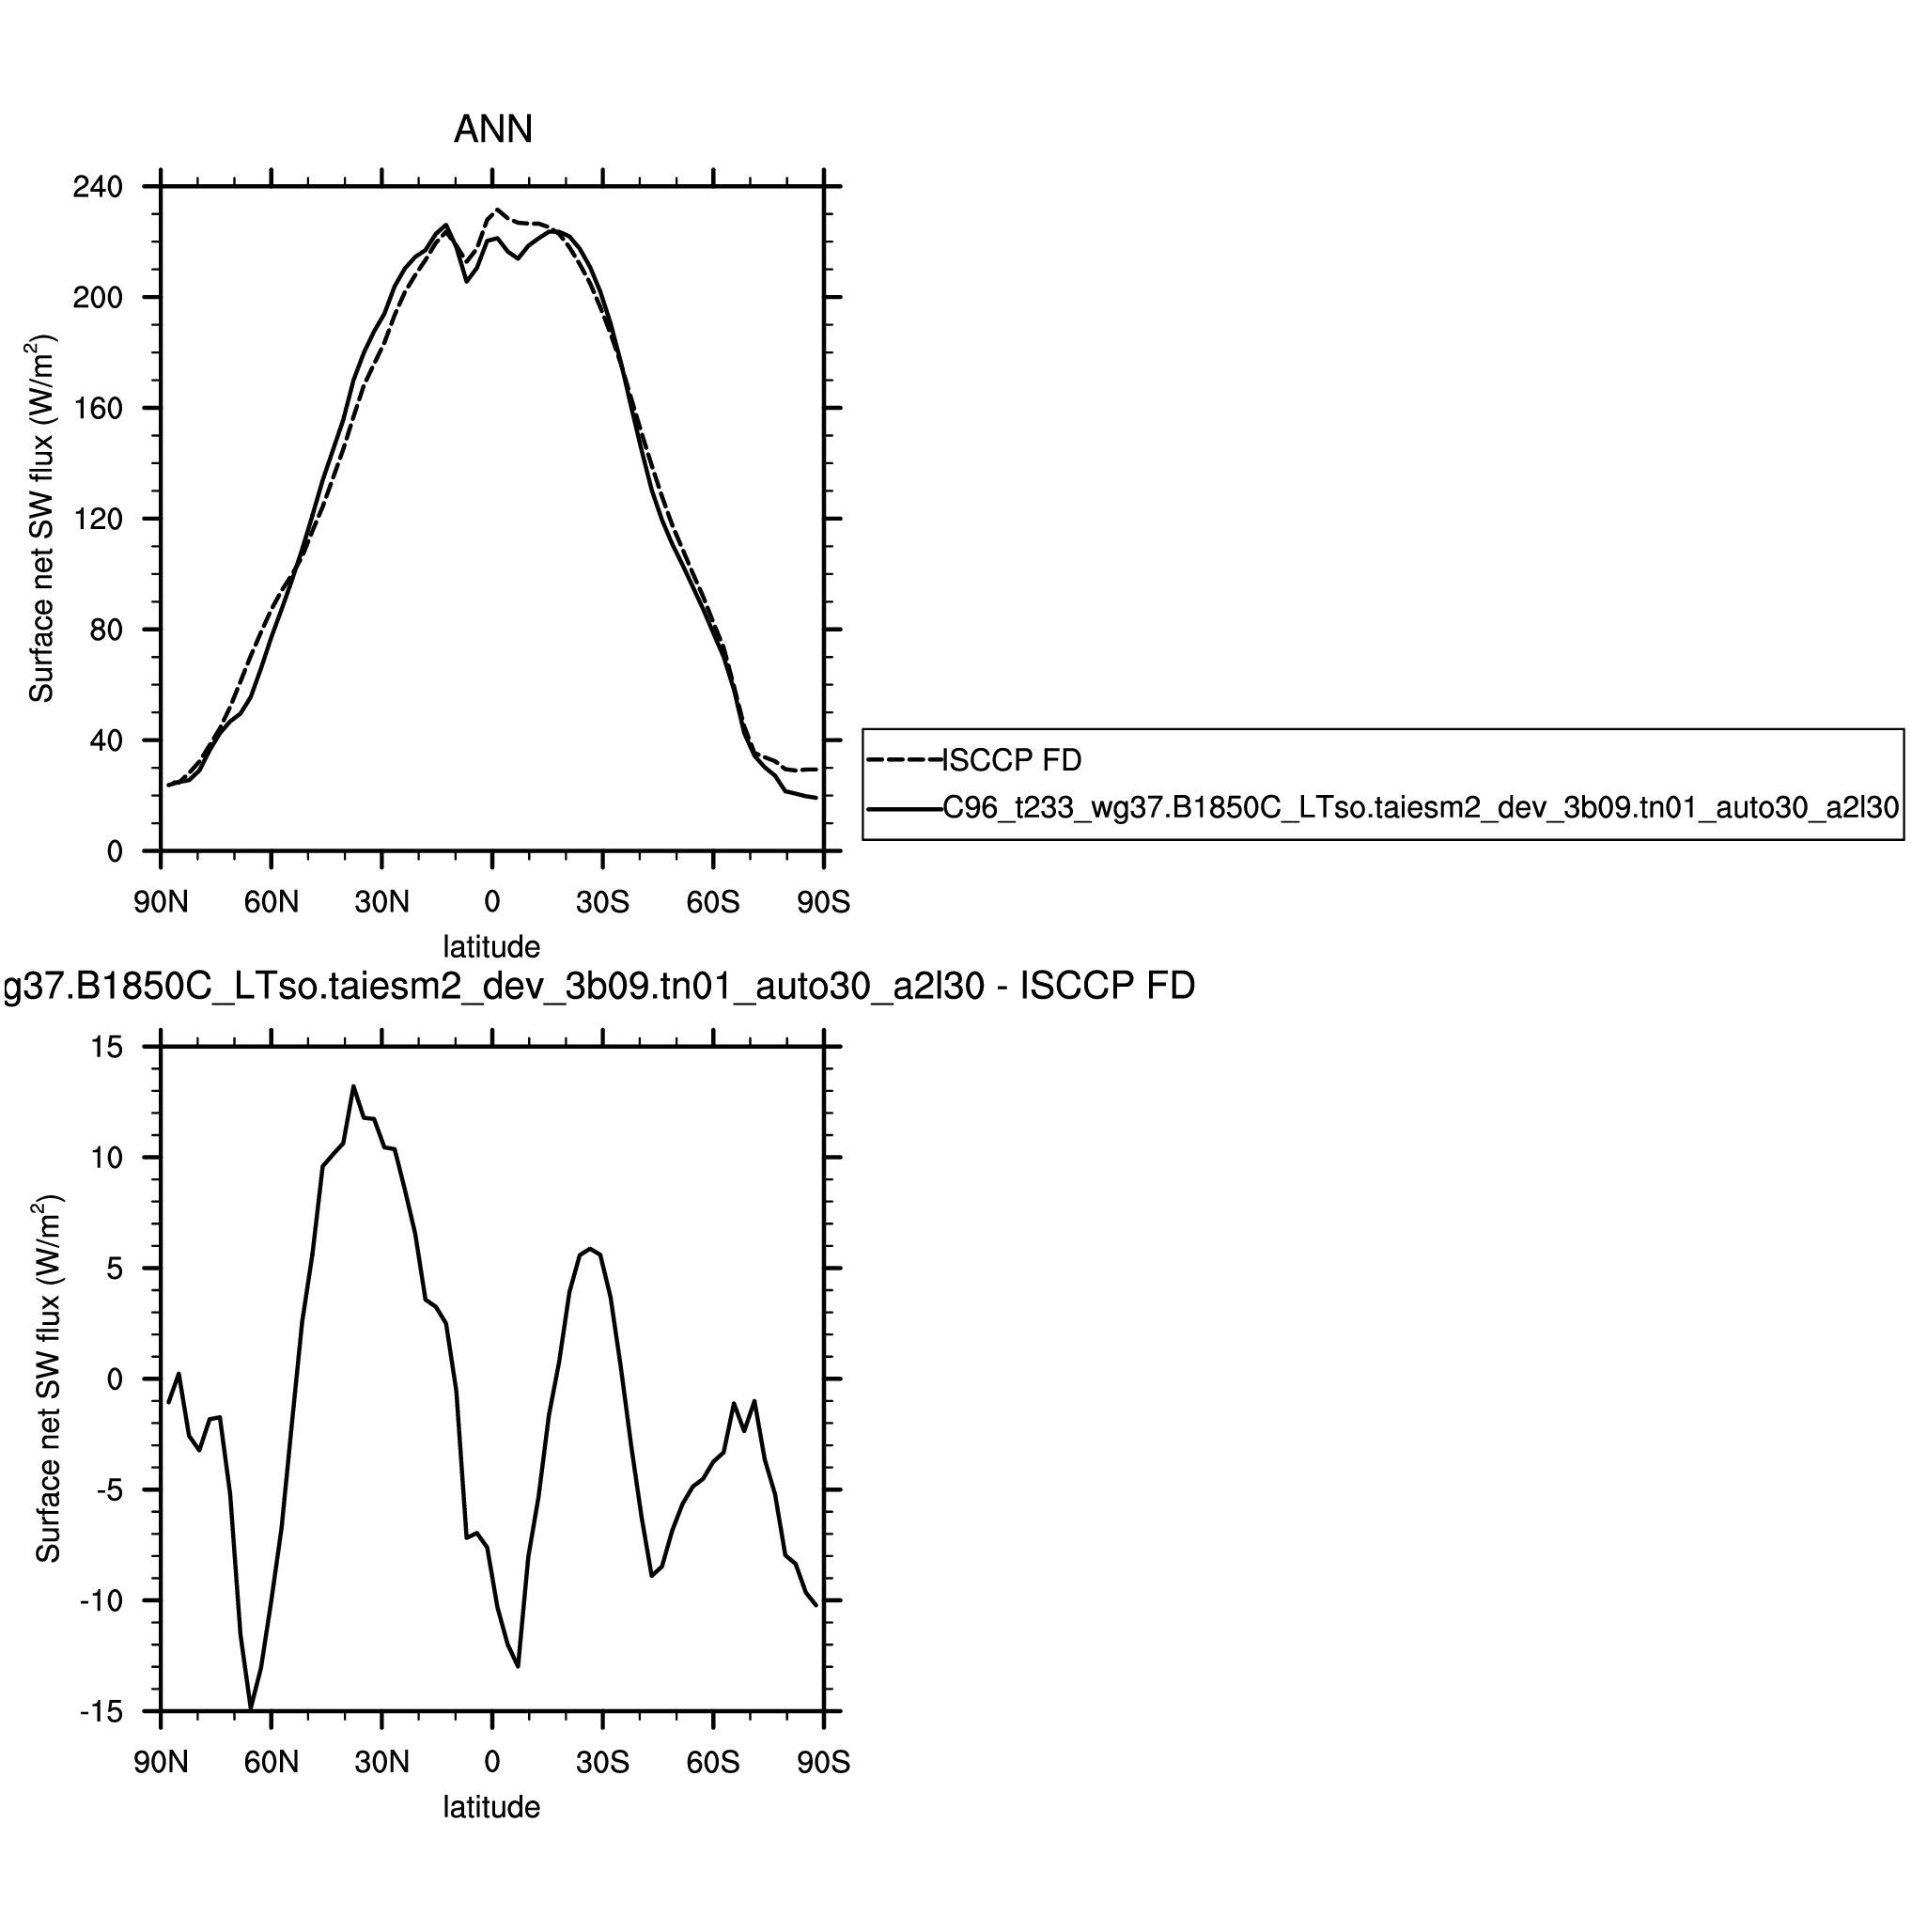 ANN
240
200
160
120
80
40
0
Surface net SW flux (W/m²)
90N 60N 30N 0 30S 60S 90S
latitude
ISCCP FD
C96_t233_wg37.B1850C_LTso.taiesm2_dev_3b09.tn01_auto30_a2l30
g37.B1850C_LTso.taiesm2_dev_3b09.tn01_auto30_a2l30 - ISCCP FD
15
10
5
0
-5
-10
-15
Surface net SW flux (W/m²)
90N 60N 30N 0 30S 60S 90S
latitude